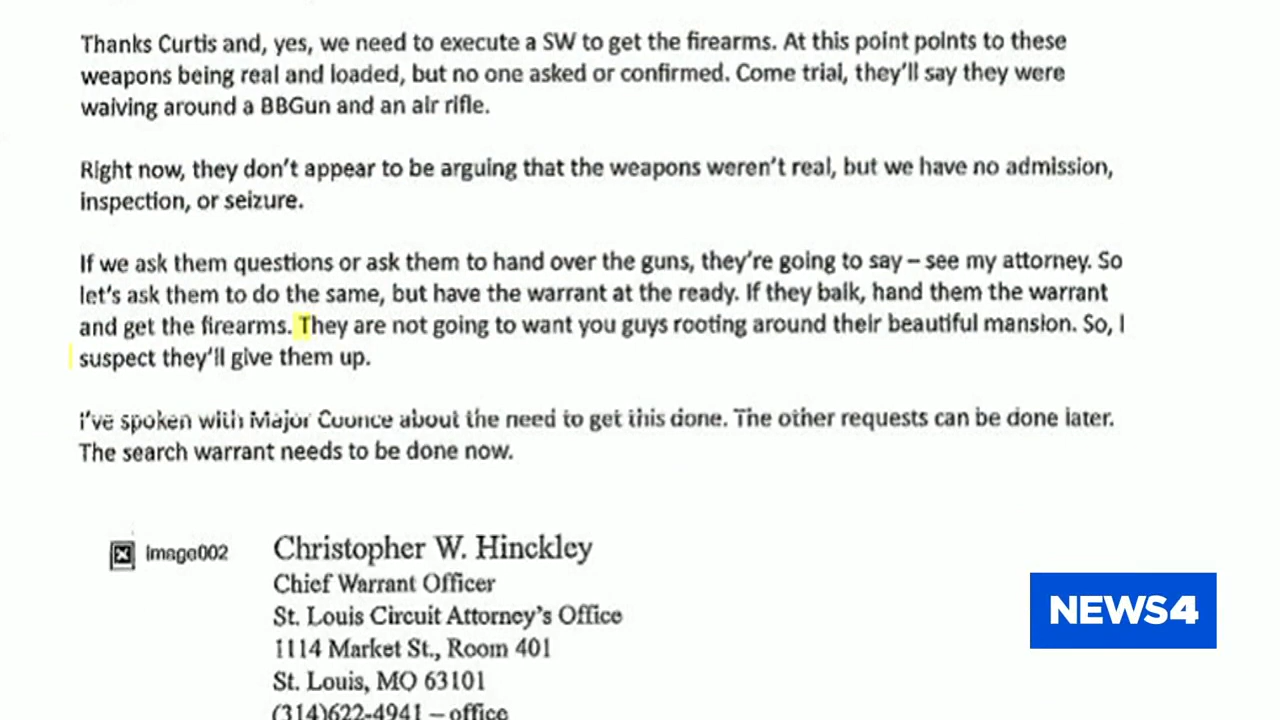 Thanks Curtis and, yes, we need to execute a SW to get the firearms. At this point points to these
weapons being real and loaded, but no one asked or confirmed. Come trial, they'll say they were
waiving around a BBGun and an air rifle.
Right now, they don't appear to be arguing that the weapons weren't real, but we have no admission,
inspection, or seizure.
If we ask them questions or ask them to hand over the guns, they're going to say – see my attorney. So
let's ask them to do the same, but have the warrant at the ready. If they balk, hand them the warrant
and get the firearms. They are not going to want you guys rooting around their beautiful mansion. So, I
suspect they'll give them up.
I've spoken with Major Cuonce about the need to get this done. The other requests can be done later.
The search warrant needs to be done now.
image002
Christopher W. Hinckley
Chief Warrant Officer
St. Louis Circuit Attorney's Office
1114 Market St., Room 401
St. Louis, MO 63101
(314)622-4941 – office
NEWS4